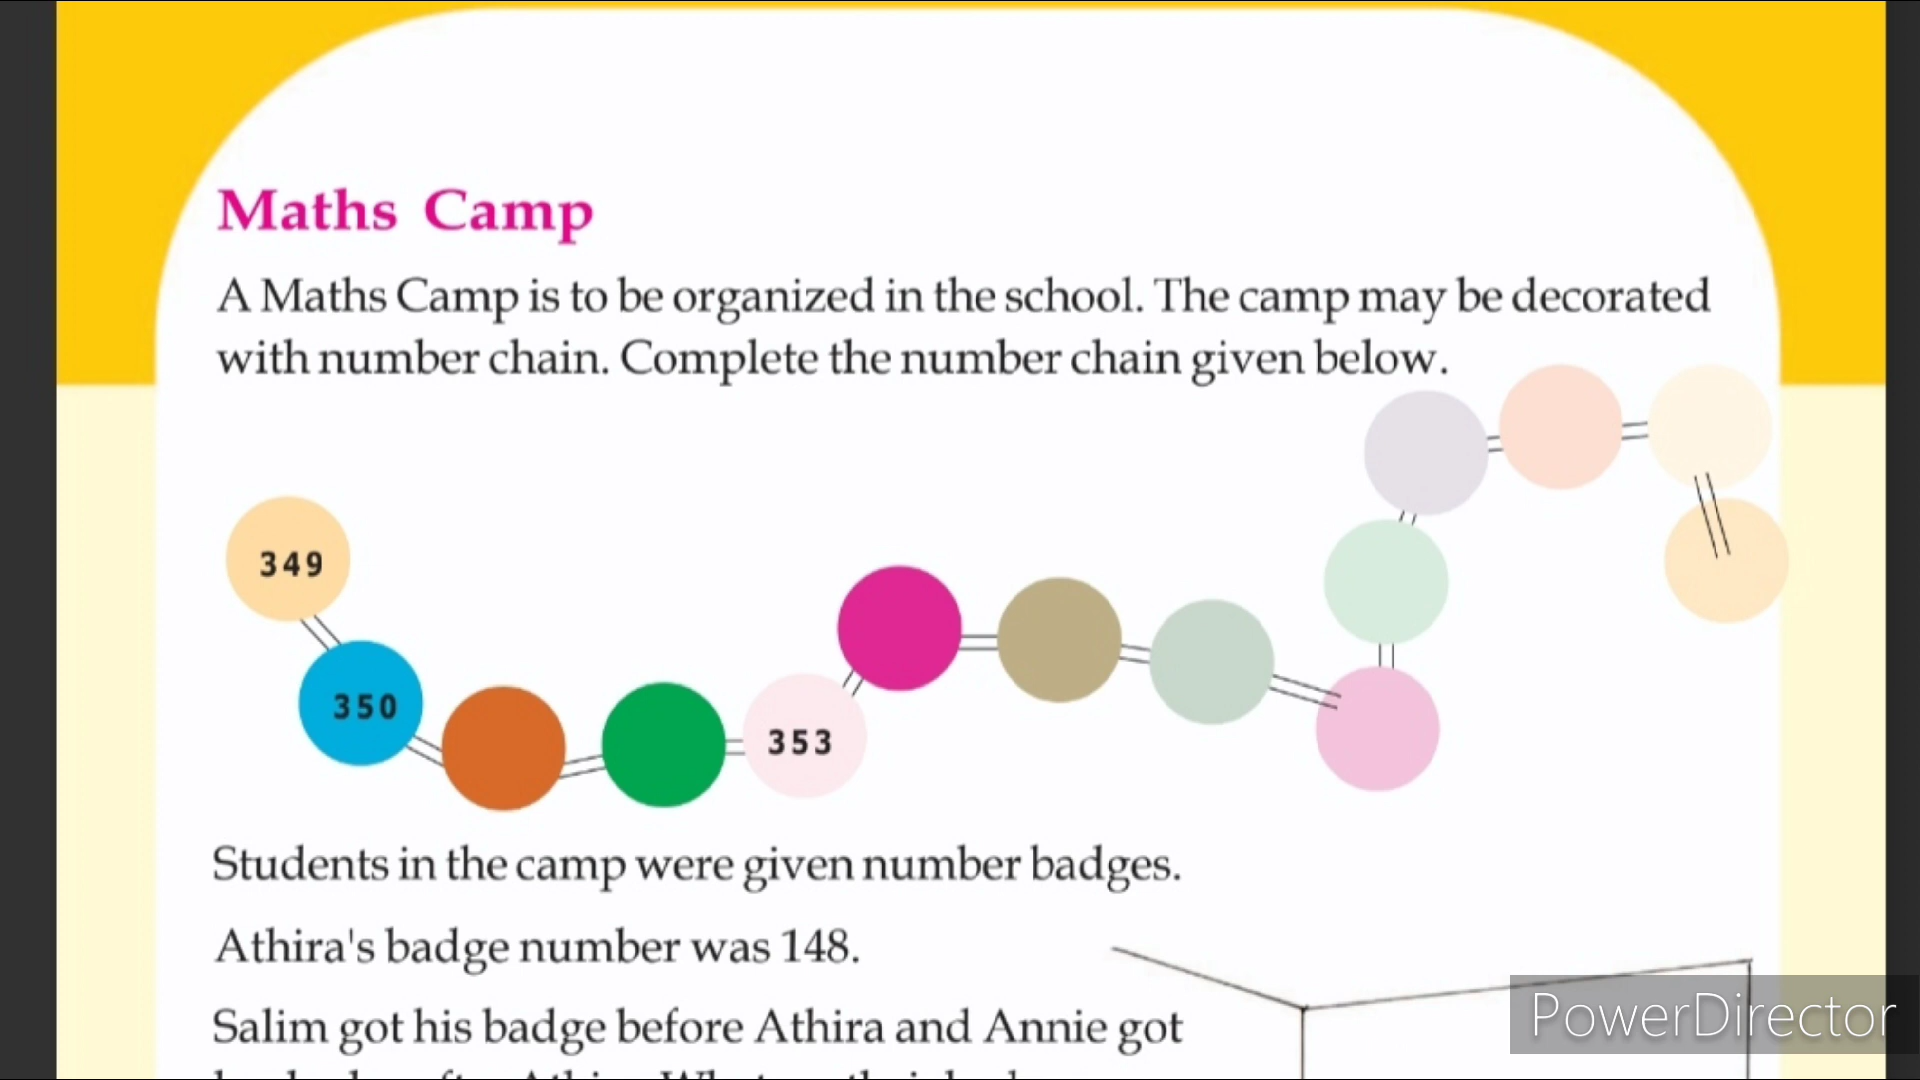 Maths Camp
A Maths Camp is to be organized in the school. The camp may be decorated
with number chain. Complete the number chain given below.
349
350
353
Students in the camp were given number badges.
Athira's badge number was 148.
Salim got his badge before Athira and Annie got
PowerDirector